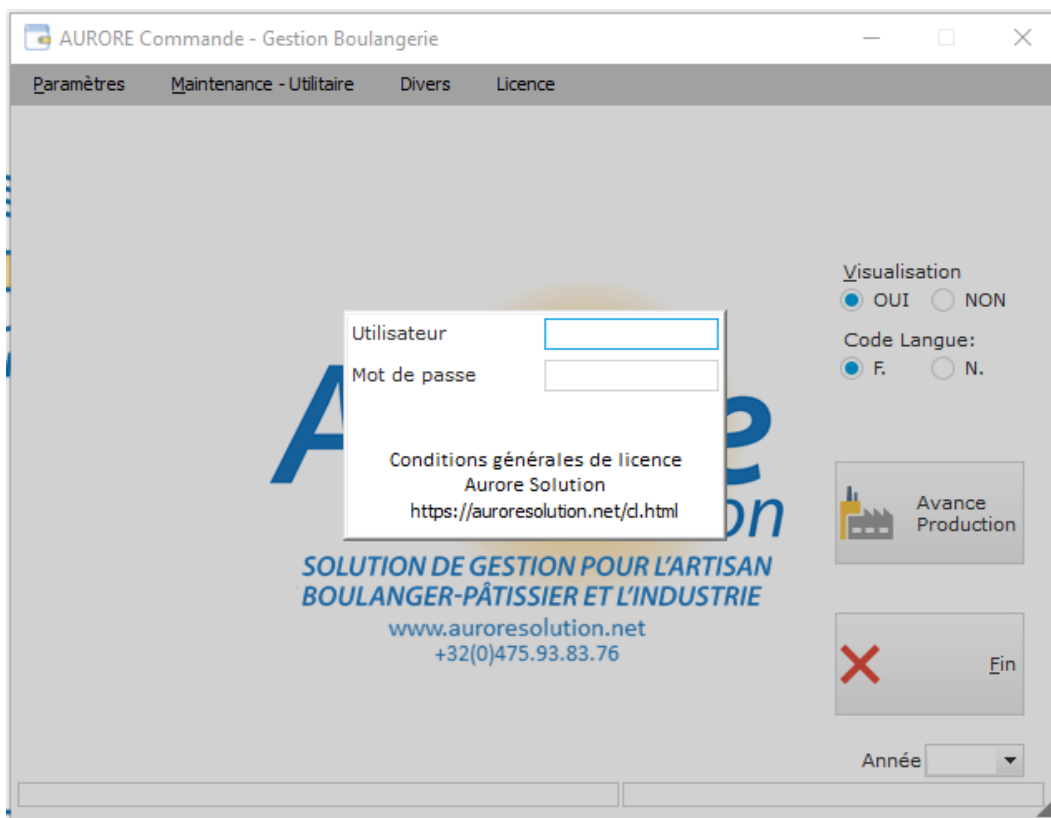 AURORE Commande - Gestion Boulangerie
Paramètres Maintenance - Utilitaire Divers Licence
Visualisation
OUI NON
Code Langue:
F. N.
Utilisateur
Mot de passe
Conditions générales de licence
Aurore Solution
https://auroresolution.net/cl.html
SOLUTION DE GESTION POUR L'ARTISAN
BOULANGER-PÂTISSIER ET L'INDUSTRIE
www.auroresolution.net
+32(0)475.93.83.76
Avance
Production
Fin
Année